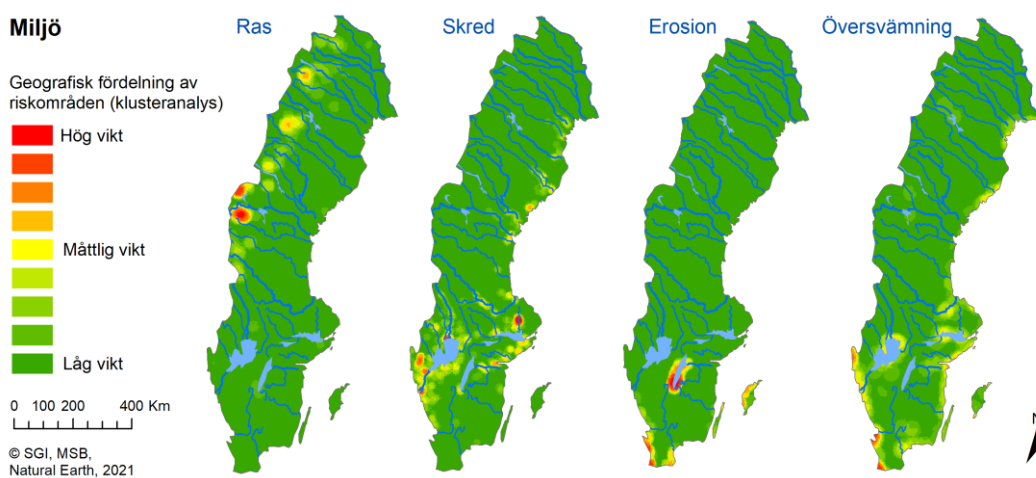 Miljö
Ras
Skred
Erosion
Översvämning
Geografisk fördelning av
riskområden (klusteranalys)
Hög vikt
Måttlig vikt
Låg vikt
0 100 200 400 Km
© SGI, MSB,
Natural Earth, 2021
N